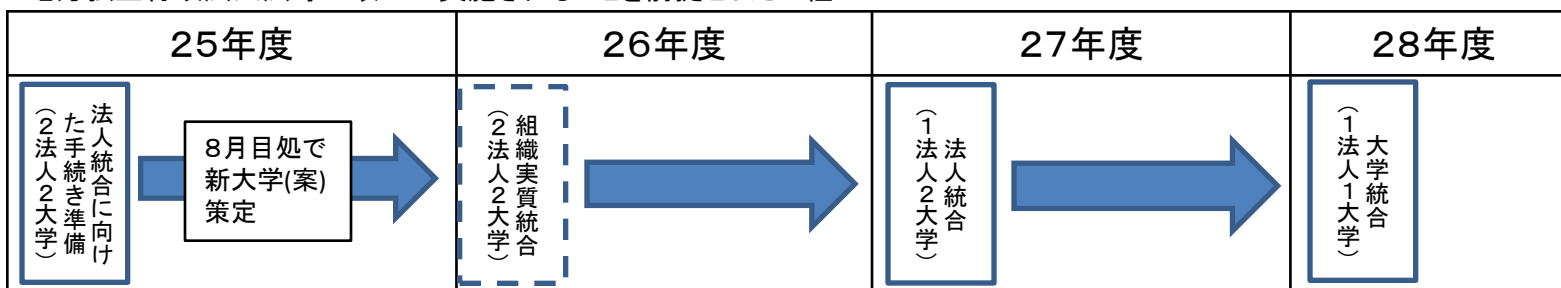 25年度
26年度
27年度
28年度
法人統合に向け
た手続き準備
（2法人2大学）
8月目処で
新大学(案)
策定
組織実質統合
（2法人2大学）
法人統合
（1法人2大学）
大学統合
（1法人1大学）